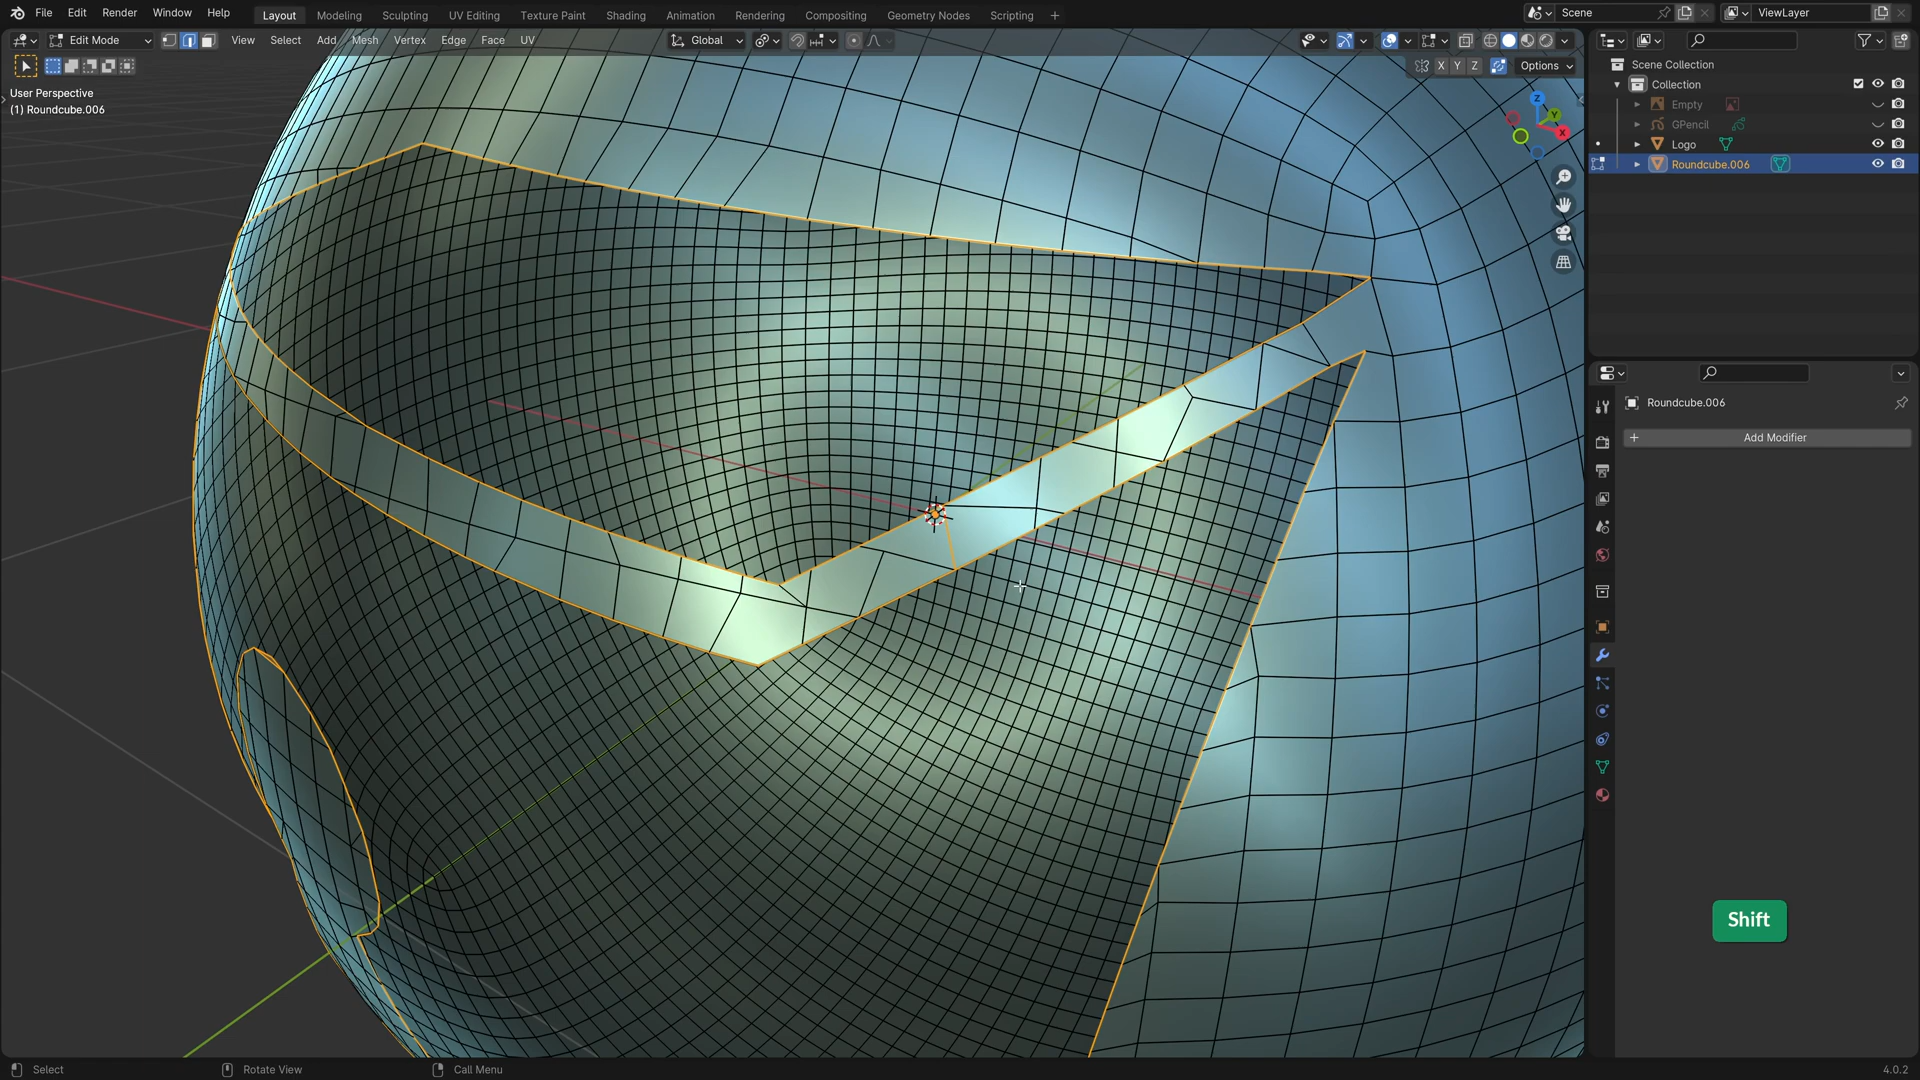 File Edit Render Window Help
Layout Modeling Sculpting UV Editing Texture Paint Shading Animation Rendering Compositing Geometry Nodes Scripting +
Scene
ViewLayer
Edit Mode
View Select Add Mesh Vertex Edge Face UV
Global
X Y Z
Options
User Perspective
(1) Roundcube.006
Z
Y
X
Scene Collection
Collection
Empty
GPencil
Logo
Roundcube.006
Roundcube.006
+ Add Modifier
Shift
Select
Rotate View
Call Menu
4.0.2